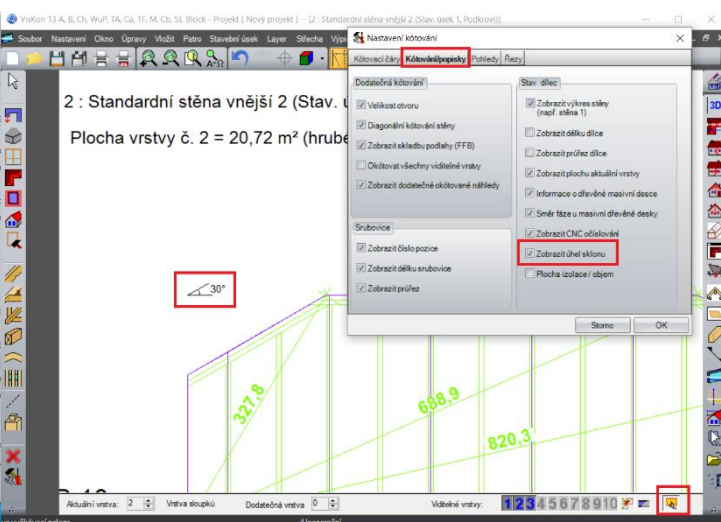 VisKon 13 A, B, Ch, WuP, TA, Ca, TF, M, Cb, St, Block - Projekt [ Nový projekt ] - [2 : Standardní stěna vnější 2 (Stav. úsek 1, Podkroví)]
Soubor Nastavení Okno Úpravy Vložit Patro Stavební úsek Layer Střecha
Nastavení kótování
Kótovací čáry Kótování/popisky Pohledy Řezy
2 : Standardní stěna vnější 2 (Stav.
Plocha vrstvy č. 2 = 20,72 m² (hrub
Dodatečná kótování
Velikost otvoru
Diagonální kótování stěny
Zobrazit skladbu podlahy (FFB)
Okótovat všechny viditelné vrstvy
Zobrazit dodatečné okótované náhledy
Srubovice
Zobrazit číslo pozice
Zobrazit délku srubovice
Zobrazit průřez
Stav. dílec
Zobrazit výkres stěny
(např. stěna 1)
Zobrazit délku dílce
Zobrazit průřez dílce
Zobrazit plochu aktuální vrstvy
Informace o dřevěné masivní desce
Směr fáze u masivní dřevěné desky
Zobrazit CNC očíslování
Zobrazit úhel sklonu
Plocha izolace / objem
Storno OK
3D
30°
327,8
688,9
820,3
Aktuální vrstva: 2 Vrstva sloupků Dodatečná vrstva 0 Viditelné vrstvy: 1 2 3 4 5 6 7 8 9 10